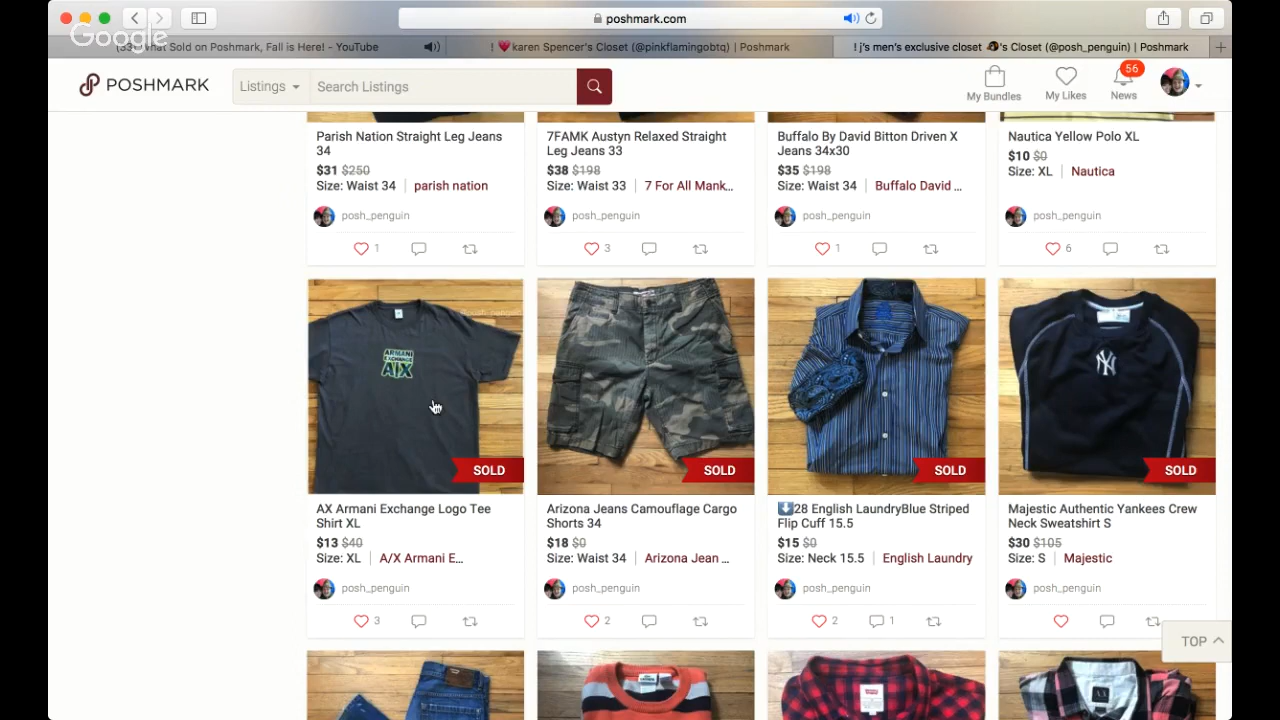 poshmark.com
Google
(33) What Sold on Poshmark, Fall is Here! - YouTube
! ❤karen Spencer's Closet (@pinkflamingobtq) | Poshmark
! j's men's exclusive closet 's Closet (@posh_penguin) | Poshmark
POSHMARK
Listings
Search Listings
My Bundles
My Likes
56
News
Parish Nation Straight Leg Jeans
34
$31 $250
Size: Waist 34 | parish nation
posh_penguin
1
7FAMK Austyn Relaxed Straight
Leg Jeans 33
$38 $198
Size: Waist 33 | 7 For All Mank...
posh_penguin
3
Buffalo By David Bitton Driven X
Jeans 34x30
$35 $198
Size: Waist 34 | Buffalo David ...
posh_penguin
1
Nautica Yellow Polo XL
$10 $0
Size: XL | Nautica
posh_penguin
6
ARMANI
EXCHANGE
A|X
SOLD
SOLD
SOLD
NY
SOLD
AX Armani Exchange Logo Tee
Shirt XL
$13 $40
Size: XL | A/X Armani E...
posh_penguin
3
Arizona Jeans Camouflage Cargo
Shorts 34
$18 $0
Size: Waist 34 | Arizona Jean ...
posh_penguin
2
⬇28 English LaundryBlue Striped
Flip Cuff 15.5
$15 $0
Size: Neck 15.5 | English Laundry
posh_penguin
2
1
Majestic Authentic Yankees Crew
Neck Sweatshirt S
$30 $105
Size: S | Majestic
posh_penguin
TOP